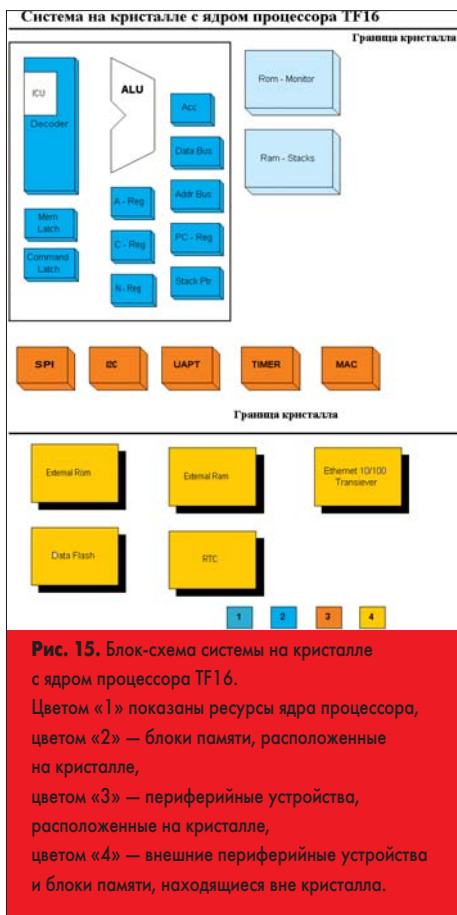 Система на кристалле с ядром процессора TF16
Граница кристалла
ICU
Decoder
ALU
Acc
Data Bus
Addr Bus
PC - Reg
Stack Ptr
A - Reg
C - Reg
N - Reg
Mem
Latch
Command
Latch
Rom - Monitor
Ram - Stacks
SPI
I2C
UAPT
TIMER
MAC
Граница кристалла
External Rom
External Ram
Ethernet 10/100
Transiever
Data Flash
RTC
1
2
3
4
Рис. 15. Блок-схема системы на кристалле
с ядром процессора TF16.
Цветом «1» показаны ресурсы ядра процессора,
цветом «2» — блоки памяти, расположенные
на кристалле,
цветом «3» — периферийные устройства,
расположенные на кристалле,
цветом «4» — внешние периферийные устройства
и блоки памяти, находящиеся вне кристалла.